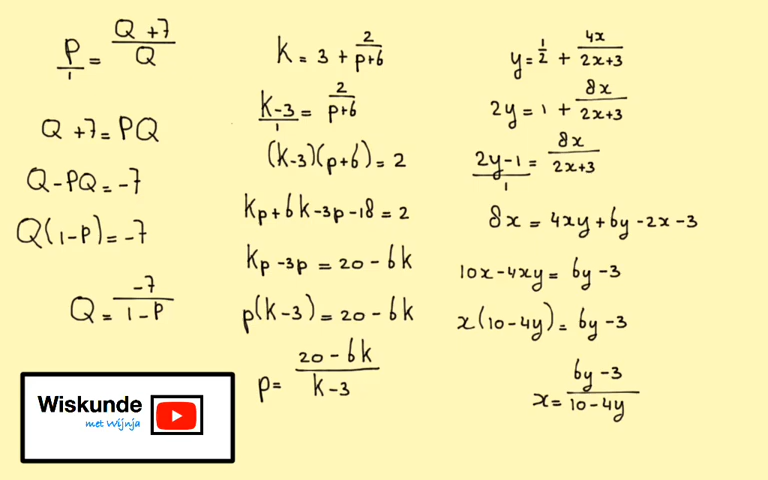 P/1 = (Q+7)/Q
Q+7 = PQ
Q-PQ = -7
Q(1-P) = -7
Q = -7/(1-P)
k = 3 + 2/(p+6)
(k-3)/1 = 2/(p+6)
(k-3)(p+6) = 2
kp+6k-3p-18 = 2
kp-3p = 20-6k
p(k-3) = 20-6k
p = (20-6k)/(k-3)
y = 1/2 + 4x/(2x+3)
2y = 1 + 8x/(2x+3)
(2y-1)/1 = 8x/(2x+3)
8x = 4xy+6y-2x-3
10x-4xy = 6y-3
x(10-4y) = 6y-3
x = (6y-3)/(10-4y)
Wiskunde
met Wijnja